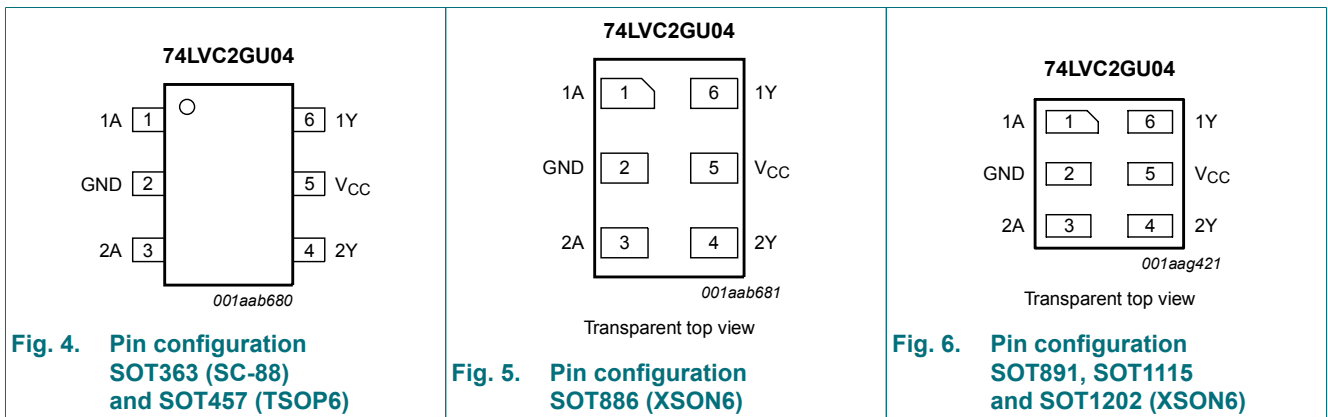 74LVC2GU04
1A 1 6 1Y
GND 2 5 VCC
2A 3 4 2Y
001aab680
Fig. 4. Pin configuration
SOT363 (SC-88)
and SOT457 (TSOP6)
74LVC2GU04
1A 1 6 1Y
GND 2 5 VCC
2A 3 4 2Y
001aab681
Transparent top view
Fig. 5. Pin configuration
SOT886 (XSON6)
74LVC2GU04
1A 1 6 1Y
GND 2 5 VCC
2A 3 4 2Y
001aag421
Transparent top view
Fig. 6. Pin configuration
SOT891, SOT1115
and SOT1202 (XSON6)